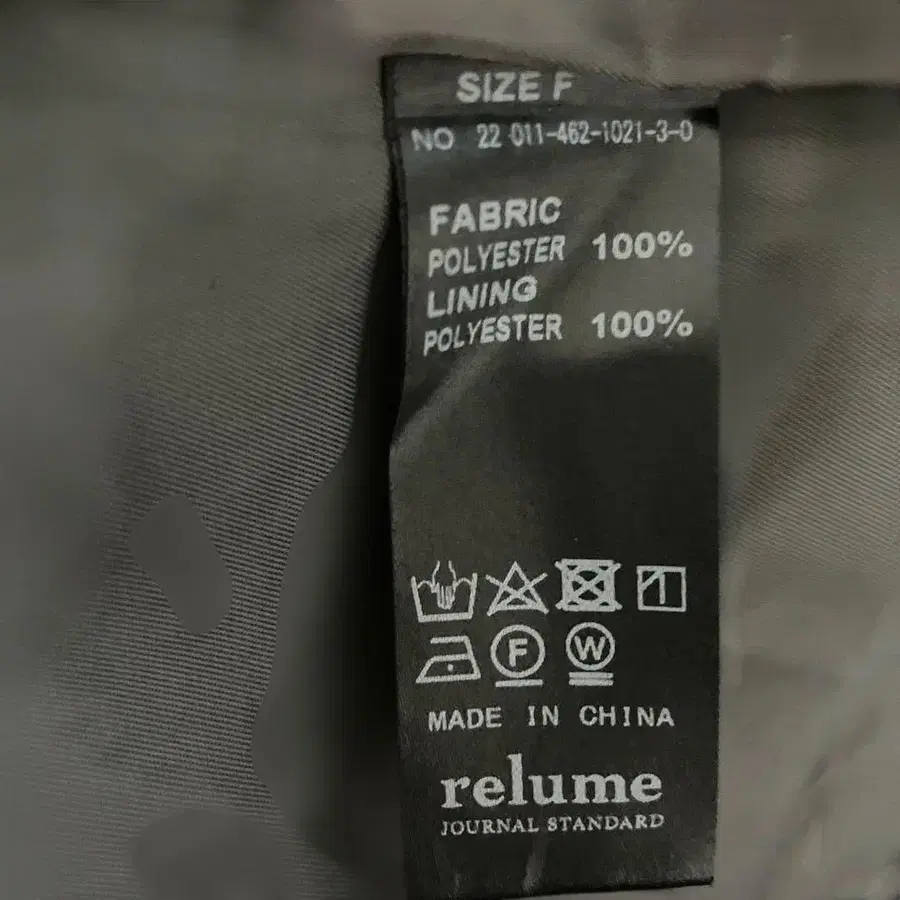 SIZE F
NO 22 011-462-1021-3-0
FABRIC
POLYESTER 100%
LINING
POLYESTER 100%
F W
MADE IN CHINA
relume
JOURNAL STANDARD